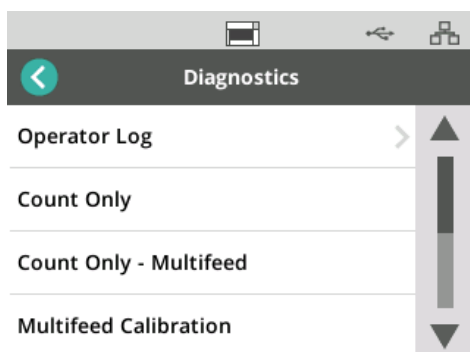 Diagnostics
Operator Log
Count Only
Count Only - Multifeed
Multifeed Calibration